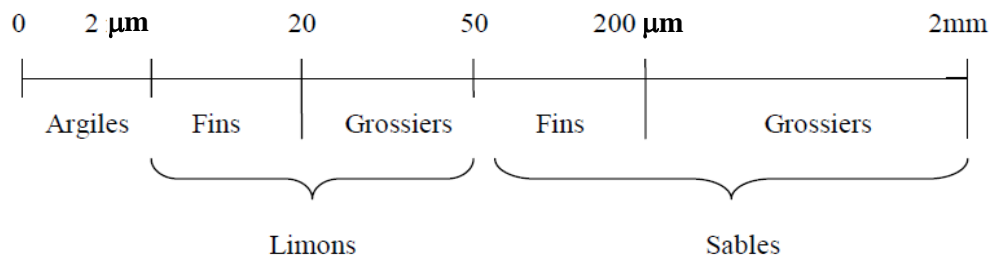 0 2 μm 20 50 200 μm 2mm
Argiles Fins Grossiers Fins Grossiers
Limons Sables